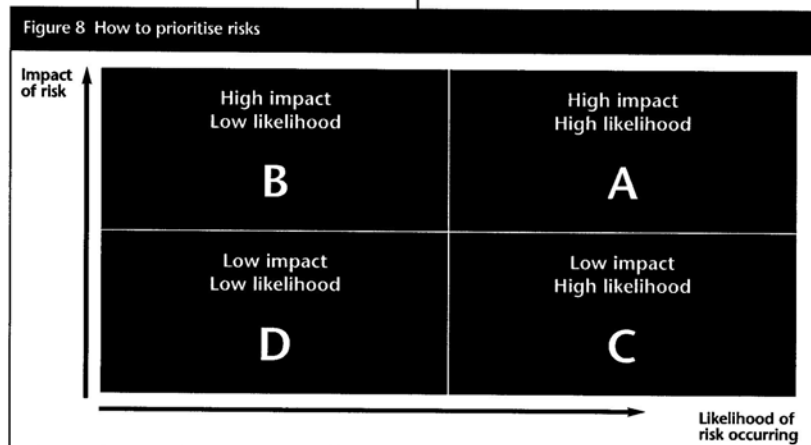 Figure 8 How to prioritise risks
Impact
of risk
High impact
Low likelihood
B
High impact
High likelihood
A
Low impact
Low likelihood
D
Low impact
High likelihood
C
Likelihood of
risk occurring